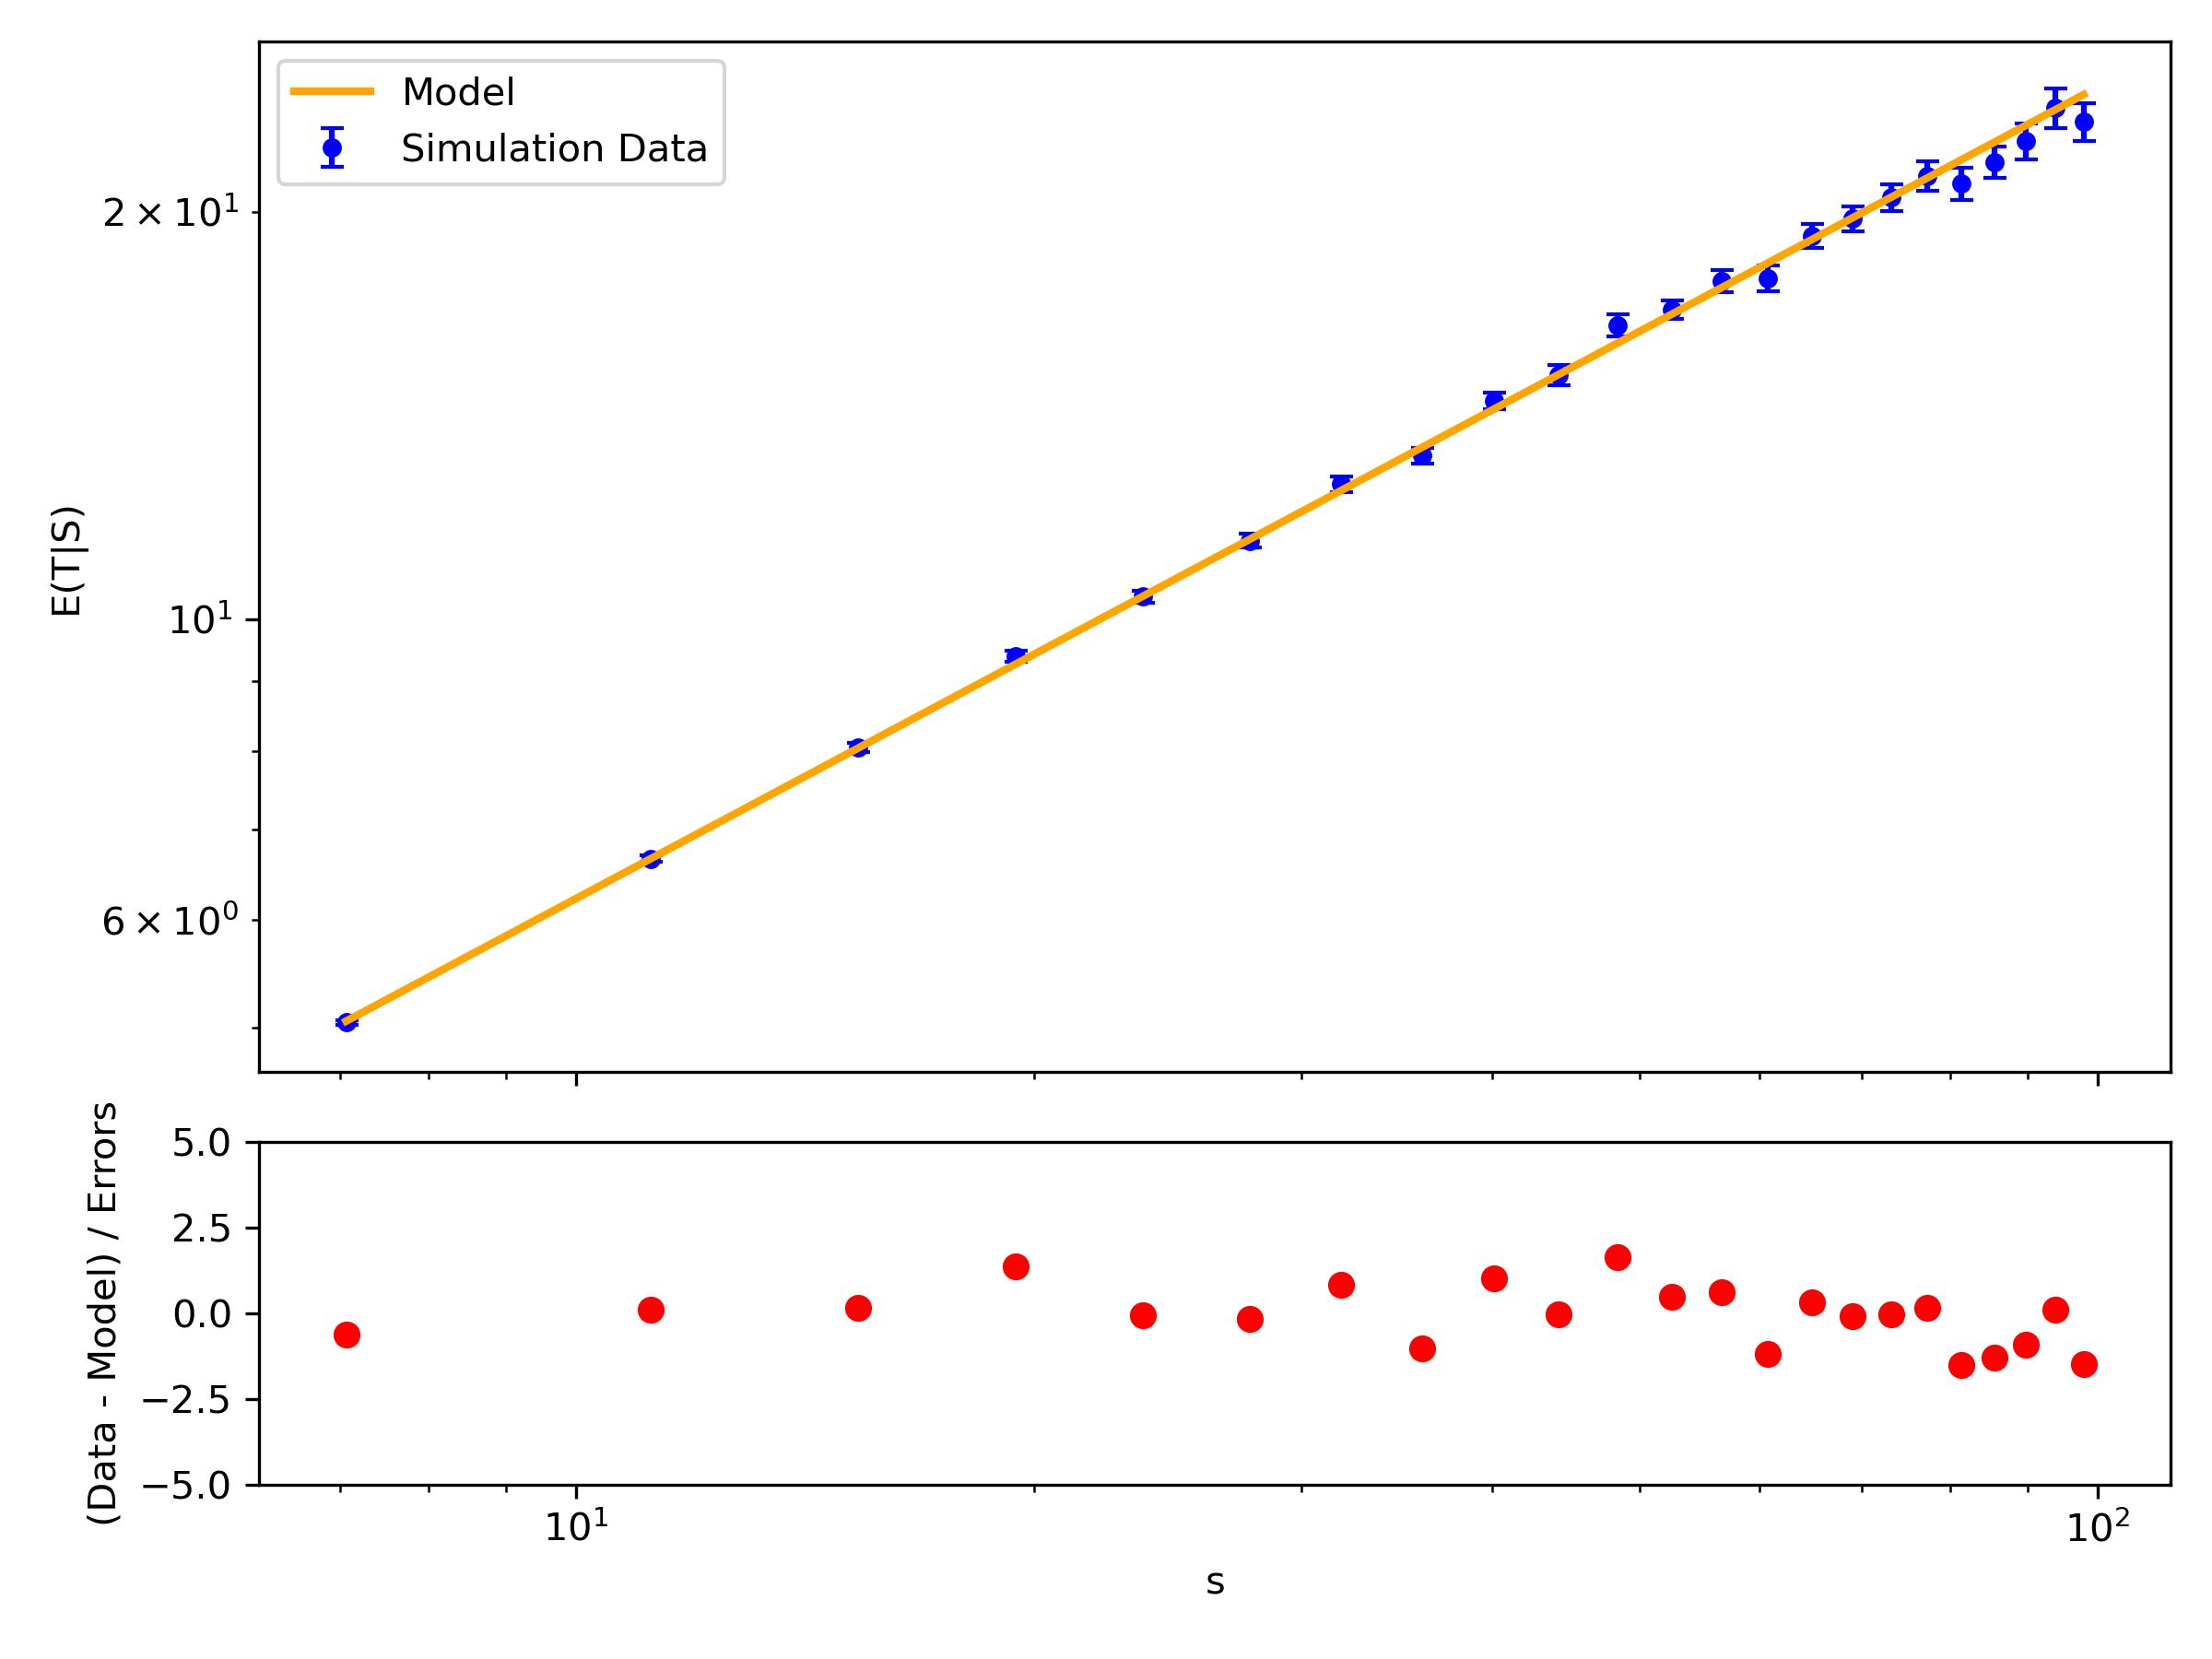 Model
Simulation Data
2 × 10¹
10¹
6 × 10⁰
E(T|S)
5.0
2.5
0.0
−2.5
−5.0
(Data - Model) / Errors
10¹
10²
s